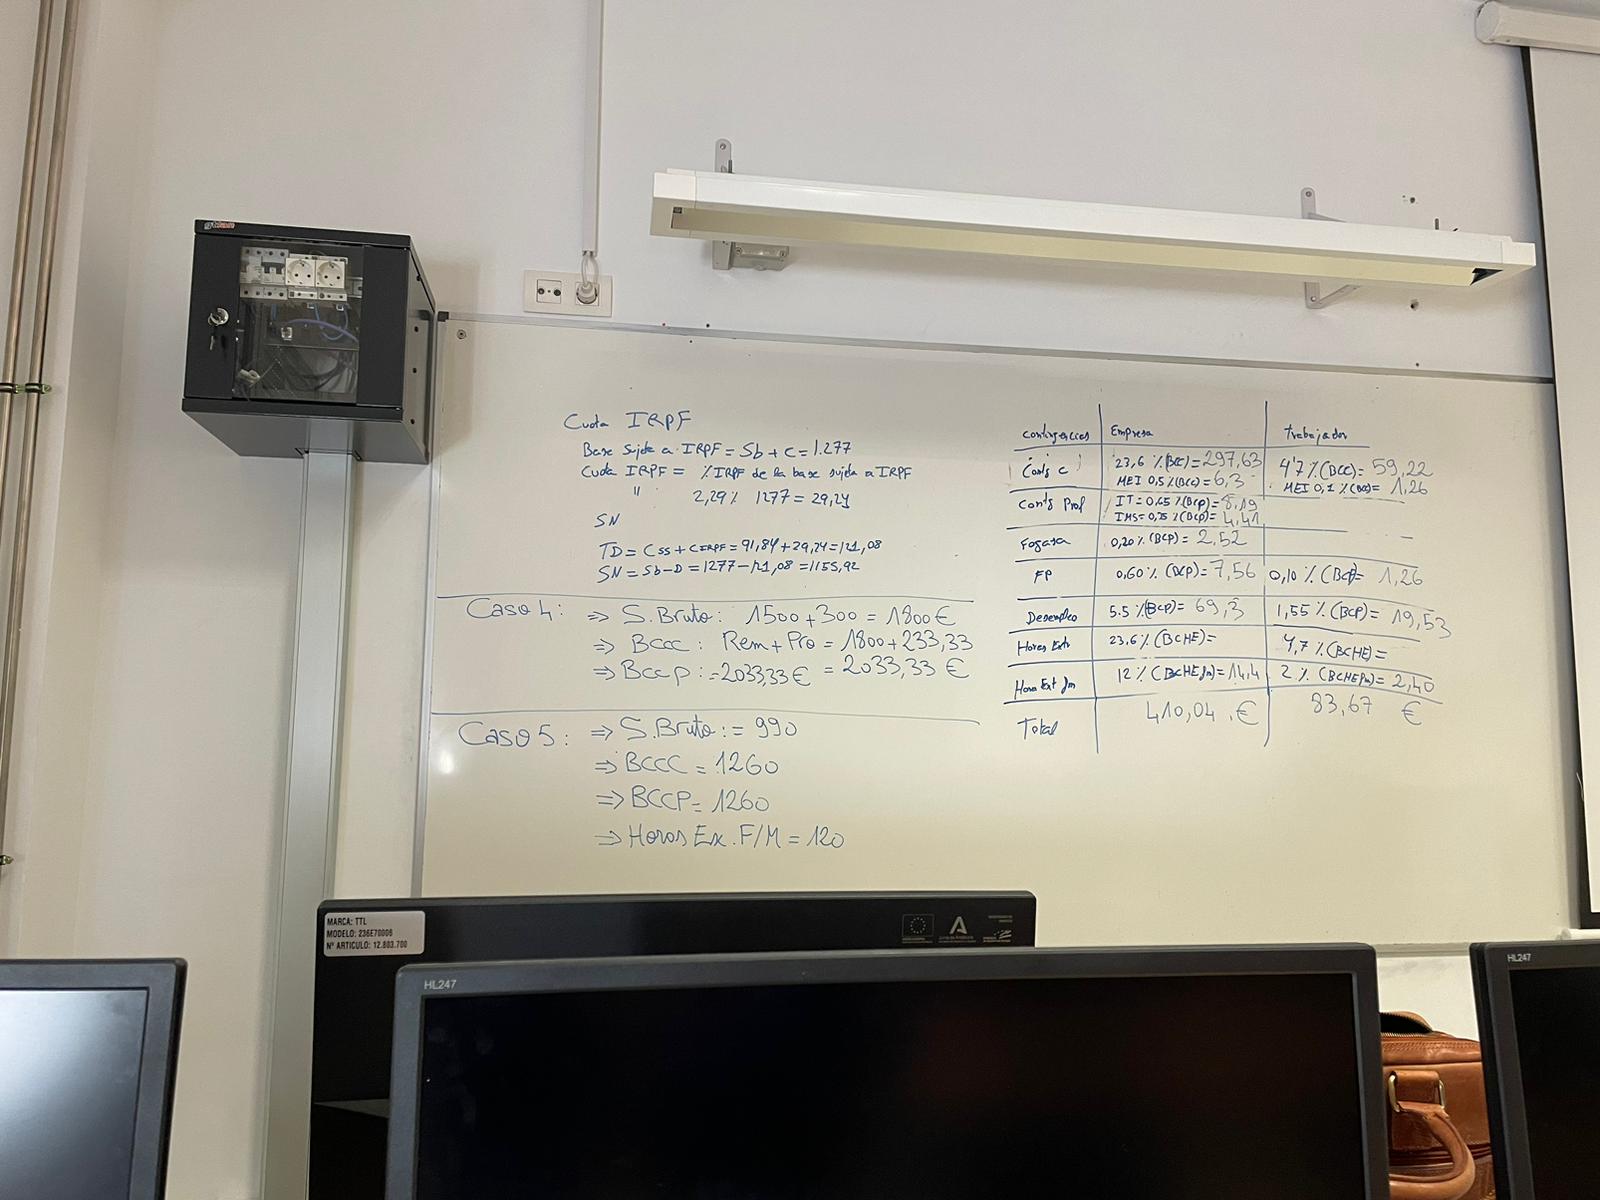 Cuota IRPF
Base sujeta a IRPF = Sb + C = 1.277
Cuota IRPF = % IRPF de la base sujeta a IRPF
" 2,29% 1277 = 29,24
SN
TD = Css + CIRPF = 91,84 + 29,24 = 121,08
SN = Sb - D = 1277 - 121,08 = 1155,92
Caso 4: ⇒ S.Bruto: 1500 + 300 = 1800 €
⇒ BCCC: Rem + Pro = 1800 + 233,33
⇒ BCCP: = 2033,33 € = 2033,33 €
Caso 5: ⇒ S.Bruto: = 990
⇒ BCCC = 1260
⇒ BCCP = 1260
⇒ Horas Ex. F/M = 120
Contingencias Empresa Trabajador
Contg C 23,6 % (BCC) = 297,63 4'7 % (BCC) = 59,22
MEI 0,5 % (BCC) = 6,3 MEI 0,1 % (BCC) = 1,26
Contg Prof IT = 0,65 % (BCP) = 8,19
IMS = 0,35 % (BCP) = 4,41
Fogasa 0,20 % (BCP) = 2,52 —
FP 0,60 % (BCP) = 7,56 0,10 % (BCP) = 1,26
Desempleo 5.5 % (BCP) = 69,3 1,55 % (BCP) = 19,53
Horas Extr 23,6 % (BCHE) = 4,7 % (BCHE) =
Hora Ext fm 12 % (BCHEfm) = 14,4 2 % (BCHEfm) = 2,40
Total 410,04 € 83,67 €
MARCA: TTL
MODELO: 236E70006
Nº ARTICULO: 12.803.700
HL247
HL247